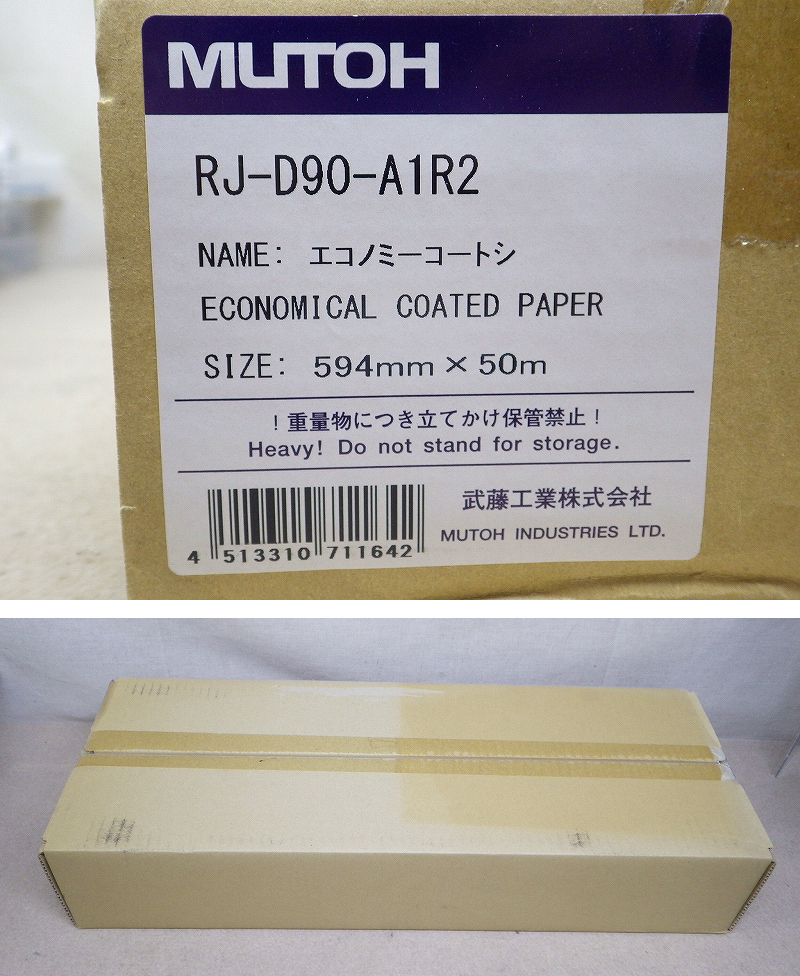 MUTOH
RJ-D90-A1R2
NAME: エコノミーコートシ
ECONOMICAL COATED PAPER
SIZE: 594mm × 50m
！重量物につき立てかけ保管禁止！
Heavy! Do not stand for storage.
武藤工業株式会社
MUTOH INDUSTRIES LTD.
4 513310 711642